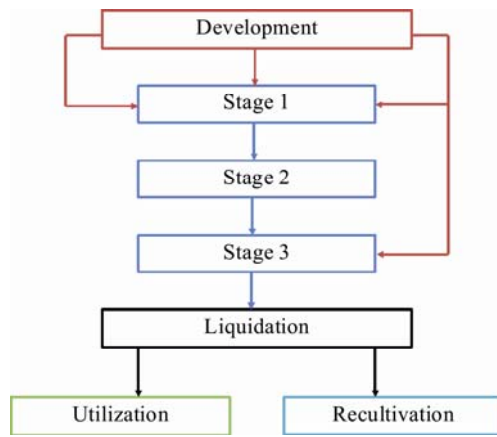 Development
Stage 1
Stage 2
Stage 3
Liquidation
Utilization
Recultivation